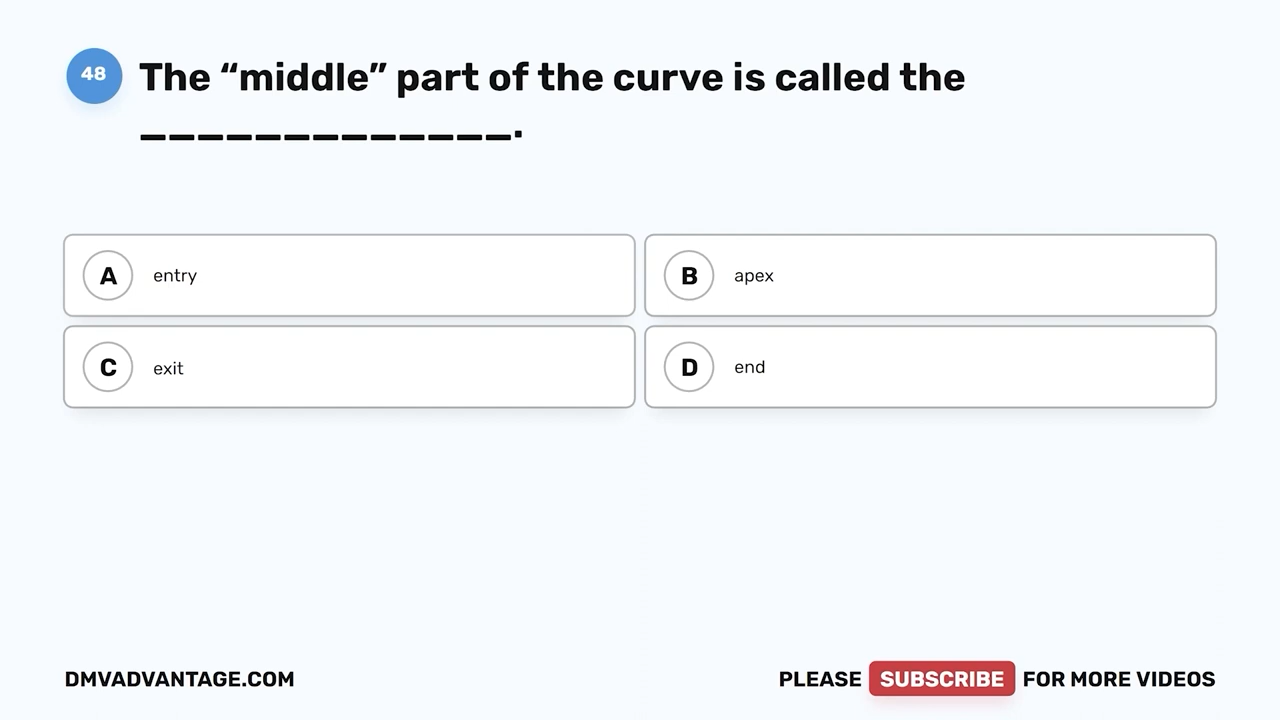 48
The “middle” part of the curve is called the
_____________.
A entry
B apex
C exit
D end
DMVADVANTAGE.COM
PLEASE SUBSCRIBE FOR MORE VIDEOS